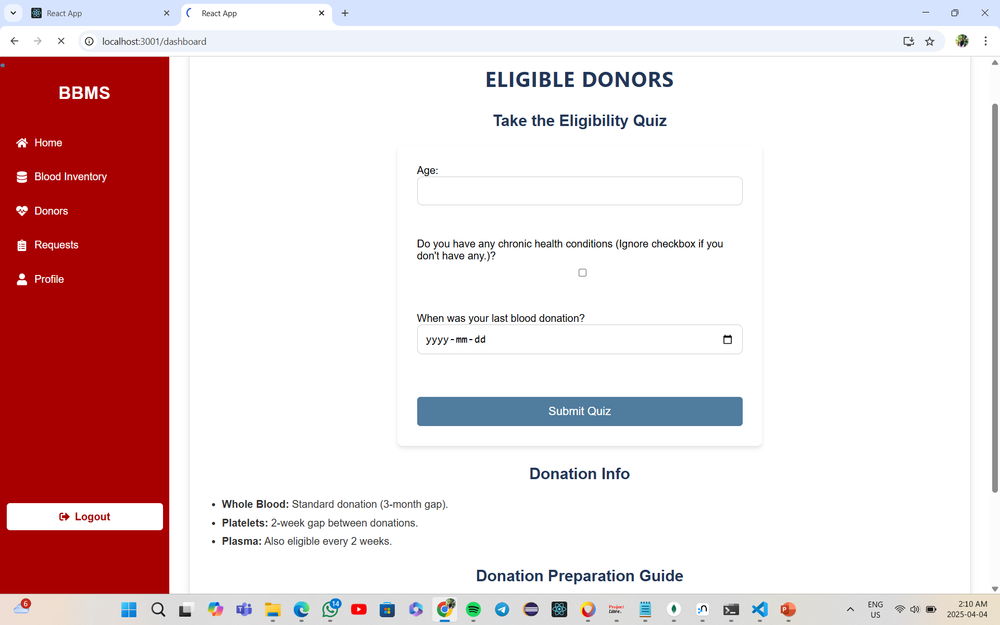 React App
React App
localhost:3001/dashboard
BBMS
Home
Blood Inventory
Donors
Requests
Profile
Logout
ELIGIBLE DONORS
Take the Eligibility Quiz
Age:
Do you have any chronic health conditions (Ignore checkbox if you
don't have any.)?
When was your last blood donation?
yyyy-mm-dd
Submit Quiz
Donation Info
• Whole Blood: Standard donation (3-month gap).
• Platelets: 2-week gap between donations.
• Plasma: Also eligible every 2 weeks.
Donation Preparation Guide
6
14
Project
Libre.
P
ENG
US
2:10 AM
2025-04-04